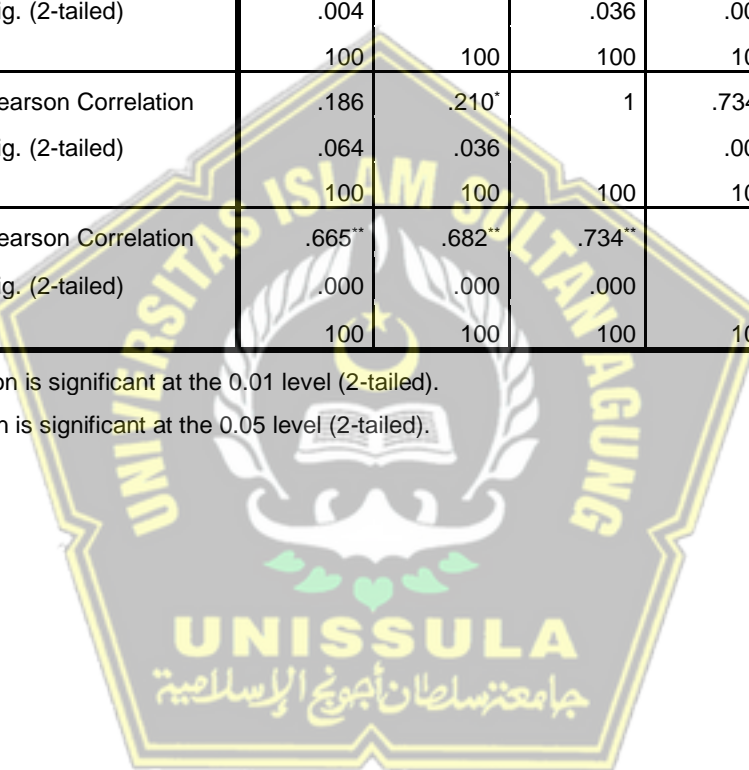 ig. (2-tailed) .004 .036 .00
100 100 100 10
earson Correlation .186 .210* 1 .734
ig. (2-tailed) .064 .036 .00
100 100 100 10
earson Correlation .665** .682** .734**
ig. (2-tailed) .000 .000 .000
100 100 100 10
on is significant at the 0.01 level (2-tailed).
n is significant at the 0.05 level (2-tailed).
UNIVERSITAS ISLAM SULTAN AGUNG
UNISSULA
جامعة سلطان أجونج الإسلامية